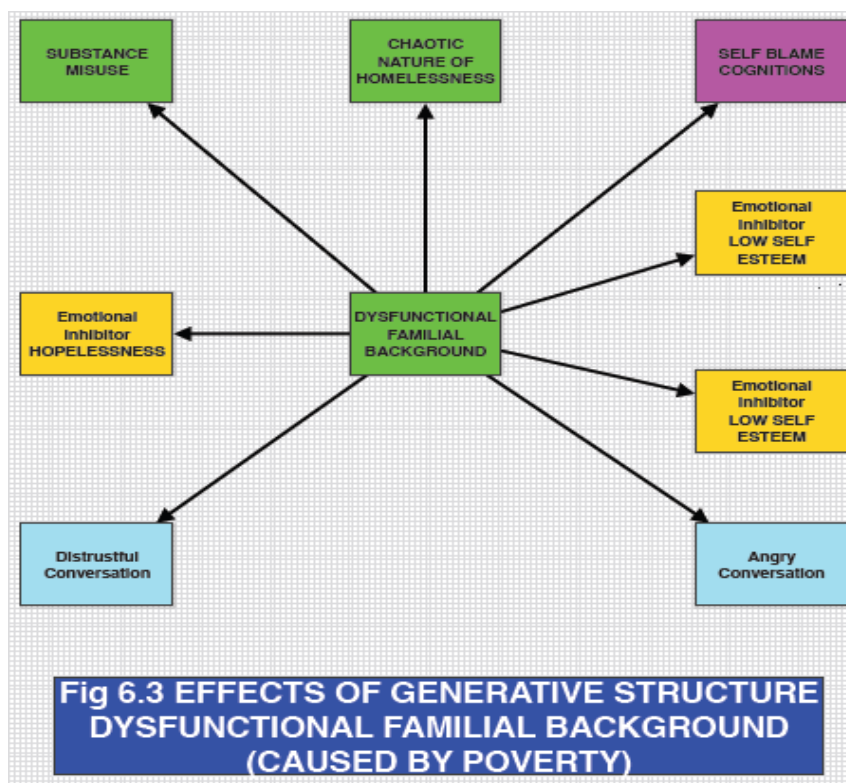 SUBSTANCE
MISUSE
CHAOTIC
NATURE OF
HOMELESSNESS
SELF BLAME
COGNITIONS
Emotional
Inhibitor
LOW SELF
ESTEEM
Emotional
Inhibitor
HOPELESSNESS
DYSFUNCTIONAL
FAMILIAL
BACKGROUND
Emotional
Inhibitor
LOW SELF
ESTEEM
Distrustful
Conversation
Angry
Conversation
Fig 6.3 EFFECTS OF GENERATIVE STRUCTURE
DYSFUNCTIONAL FAMILIAL BACKGROUND
(CAUSED BY POVERTY)